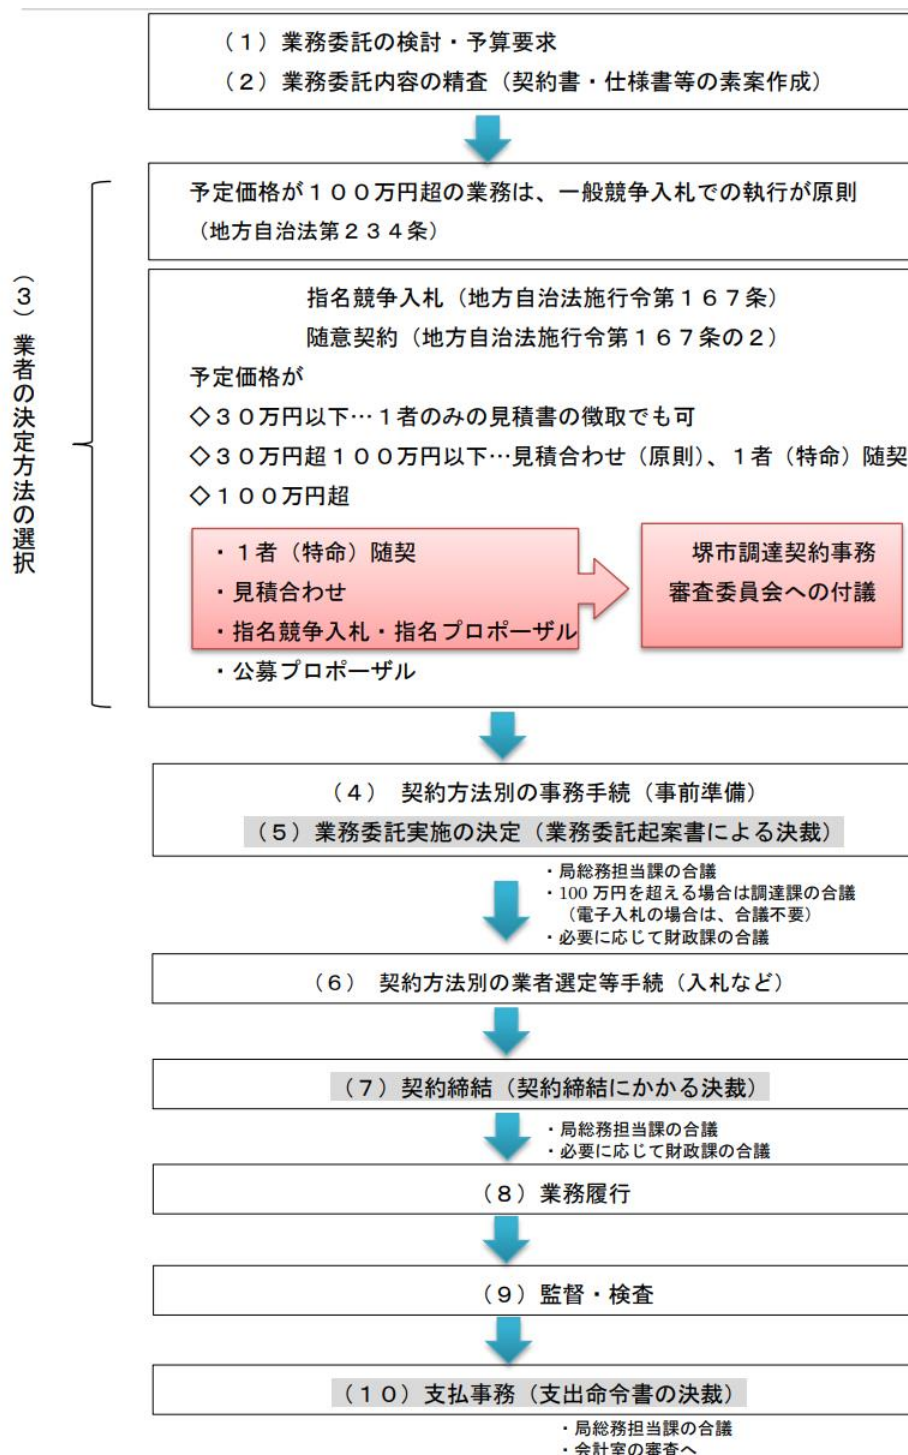 （１）業務委託の検討・予算要求
（２）業務委託内容の精査（契約書・仕様書等の素案作成）
（３）業者の決定方法の選択
予定価格が１００万円超の業務は、一般競争入札での執行が原則
（地方自治法第２３４条）
指名競争入札（地方自治法施行令第１６７条）
随意契約（地方自治法施行令第１６７条の２）
予定価格が
◇３０万円以下…１者のみの見積書の徴取でも可
◇３０万円超１００万円以下…見積合わせ（原則）、１者（特命）随契
◇１００万円超
・１者（特命）随契
・見積合わせ
・指名競争入札・指名プロポーザル
・公募プロポーザル
堺市調達契約事務
審査委員会への付議
（４）　契約方法別の事務手続（事前準備）
（５）業務委託実施の決定（業務委託起案書による決裁）
・局総務担当課の合議
・100 万円を超える場合は調達課の合議
（電子入札の場合は、合議不要）
・必要に応じて財政課の合議
（６）　契約方法別の業者選定等手続（入札など）
（７）契約締結（契約締結にかかる決裁）
・局総務担当課の合議
・必要に応じて財政課の合議
（８）業務履行
（９）監督・検査
（１０）支払事務（支出命令書の決裁）
・局総務担当課の合議
・会計室の審査へ